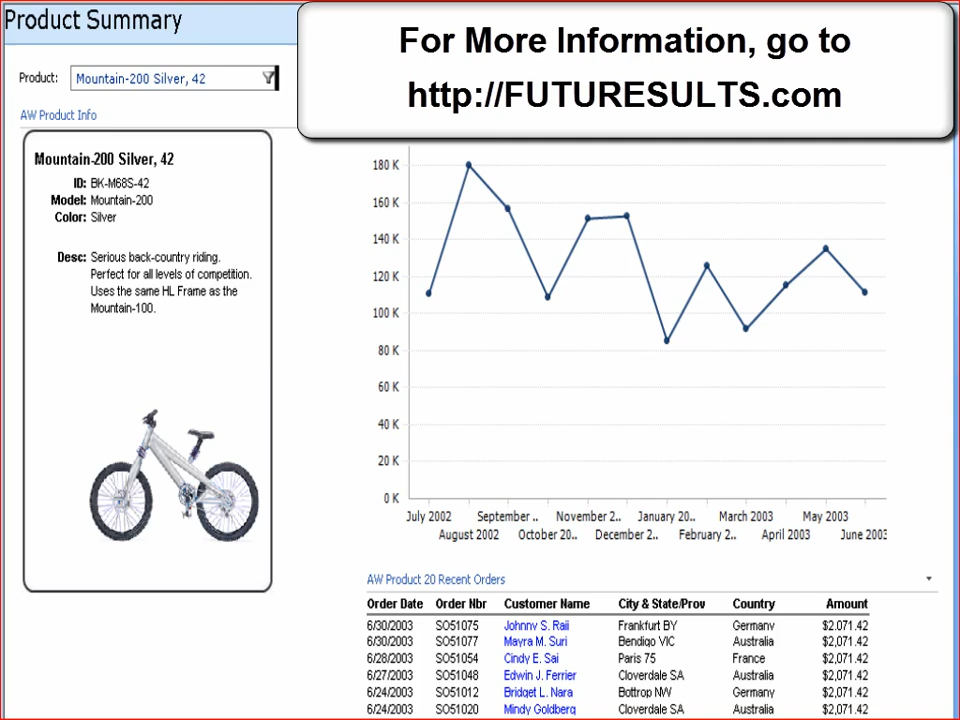 Product Summary
For More Information, go to
http://FUTURESULTS.com
Product: Mountain-200 Silver, 42
AW Product Info
Mountain-200 Silver, 42
ID: BK-M68S-42
Model: Mountain-200
Color: Silver
Desc: Serious back-country riding.
Perfect for all levels of competition.
Uses the same HL Frame as the
Mountain-100.
180 K
160 K
140 K
120 K
100 K
80 K
60 K
40 K
20 K
0 K
July 2002 September .. November 2.. January 20.. March 2003 May 2003
August 2002 October 20.. December 2.. February 2.. April 2003 June 2003
AW Product 20 Recent Orders
Order Date Order Nbr Customer Name City & State/Prov Country Amount
6/30/2003 SO51075 Johnny S. Raji Frankfurt BY Germany $2,071.42
6/30/2003 SO51077 Mayra M. Suri Bendigo VIC Australia $2,071.42
6/28/2003 SO51054 Cindy E. Sai Paris 75 France $2,071.42
6/27/2003 SO51048 Edwin J. Ferrier Cloverdale SA Australia $2,071.42
6/24/2003 SO51012 Bridget L. Nara Bottrop NW Germany $2,071.42
6/24/2003 SO51020 Mindy Goldberg Cloverdale SA Australia $2,071.42